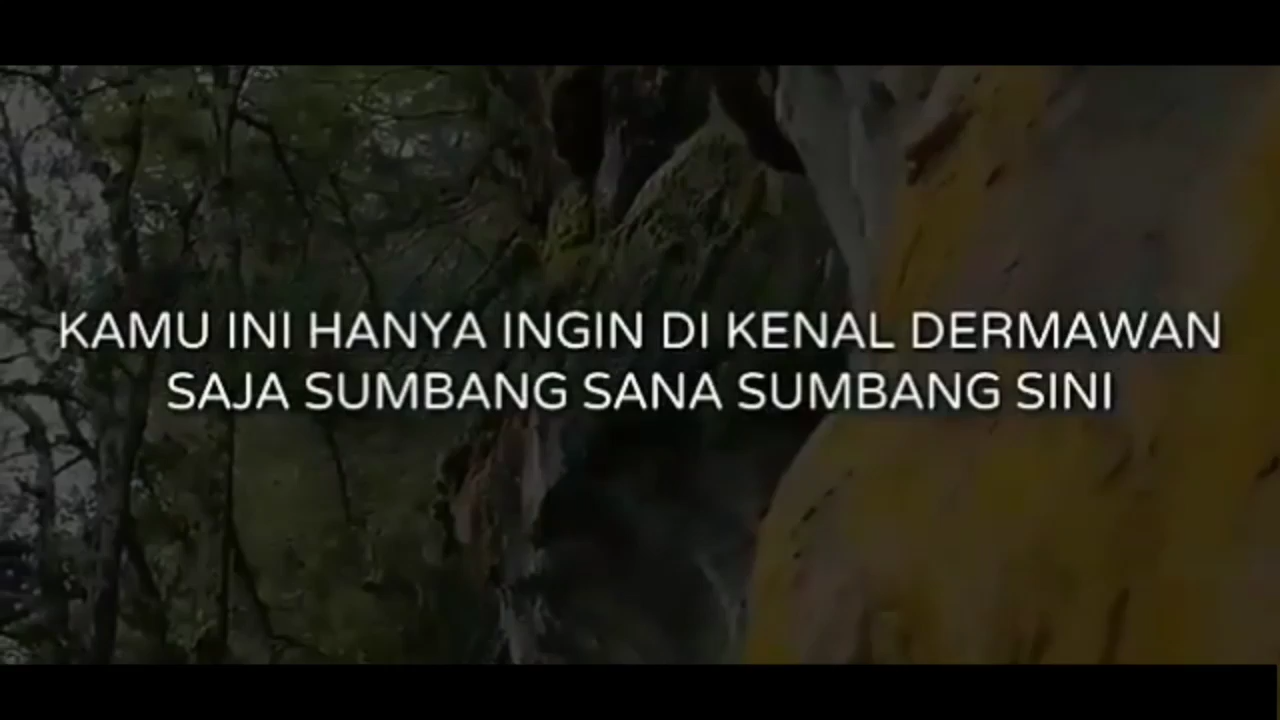 KAMU INI HANYA INGIN DI KENAL DERMAWAN
SAJA SUMBANG SANA SUMBANG SINI